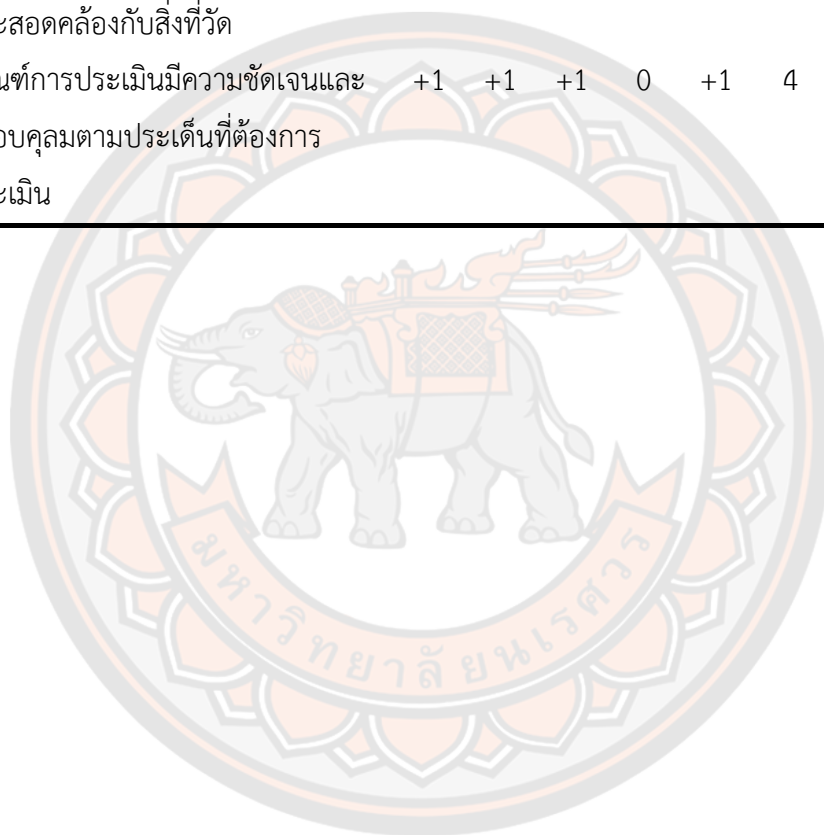 ะสอดคล้องกับสิ่งที่วัด
ณฑ์การประเมินมีความชัดเจนและ +1 +1 +1 0 +1 4
อบคุลมตามประเด็นที่ต้องการ
ะเมิน
มหาวิทยาลัยนเรศวร